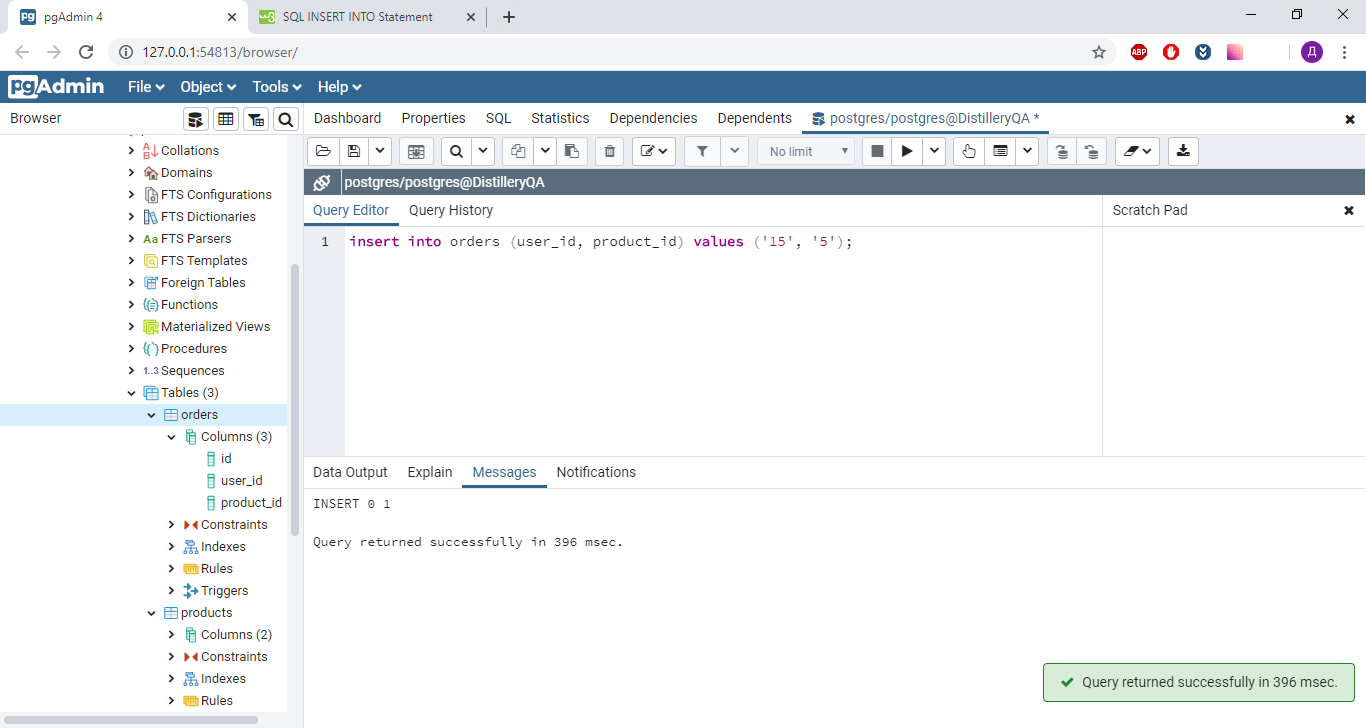 pgAdmin 4
SQL INSERT INTO Statement
127.0.0.1:54813/browser/
ABP
Д
pgAdmin
File
Object
Tools
Help
Browser
Dashboard
Properties
SQL
Statistics
Dependencies
Dependents
postgres/postgres@DistilleryQA *
No limit
postgres/postgres@DistilleryQA
Collations
Domains
FTS Configurations
FTS Dictionaries
Aa FTS Parsers
FTS Templates
Foreign Tables
Functions
Materialized Views
Procedures
1..3 Sequences
Tables (3)
orders
Columns (3)
id
user_id
product_id
Constraints
Indexes
Rules
Triggers
products
Columns (2)
Constraints
Indexes
Rules
Query Editor
Query History
Scratch Pad
1 insert into orders (user_id, product_id) values ('15', '5');
Data Output
Explain
Messages
Notifications
INSERT 0 1
Query returned successfully in 396 msec.
Query returned successfully in 396 msec.